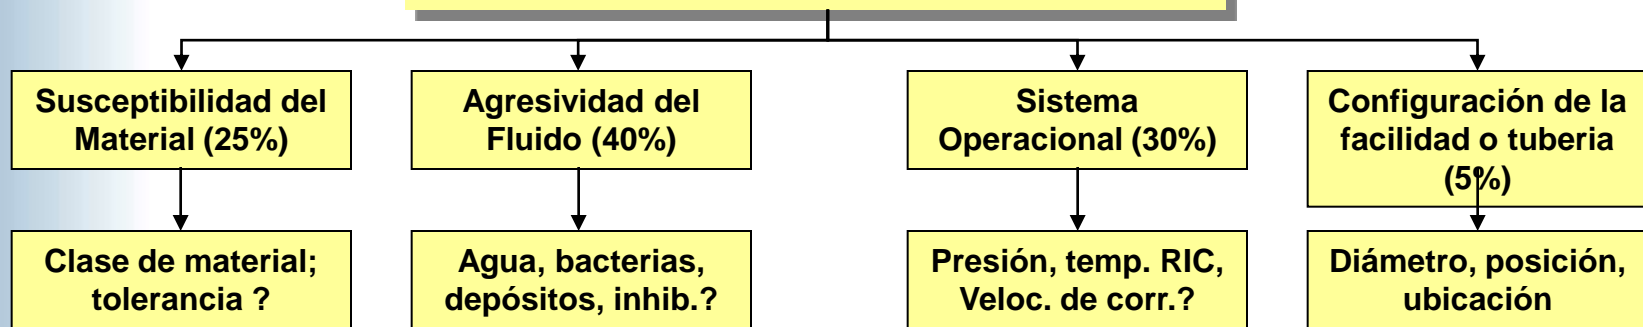 Susceptibilidad del
Material (25%)
Agresividad del
Fluido (40%)
Sistema
Operacional (30%)
Configuración de la
facilidad o tuberia
(5%)
Clase de material;
tolerancia ?
Agua, bacterias,
depósitos, inhib.?
Presión, temp. RIC,
Veloc. de corr.?
Diámetro, posición,
ubicación